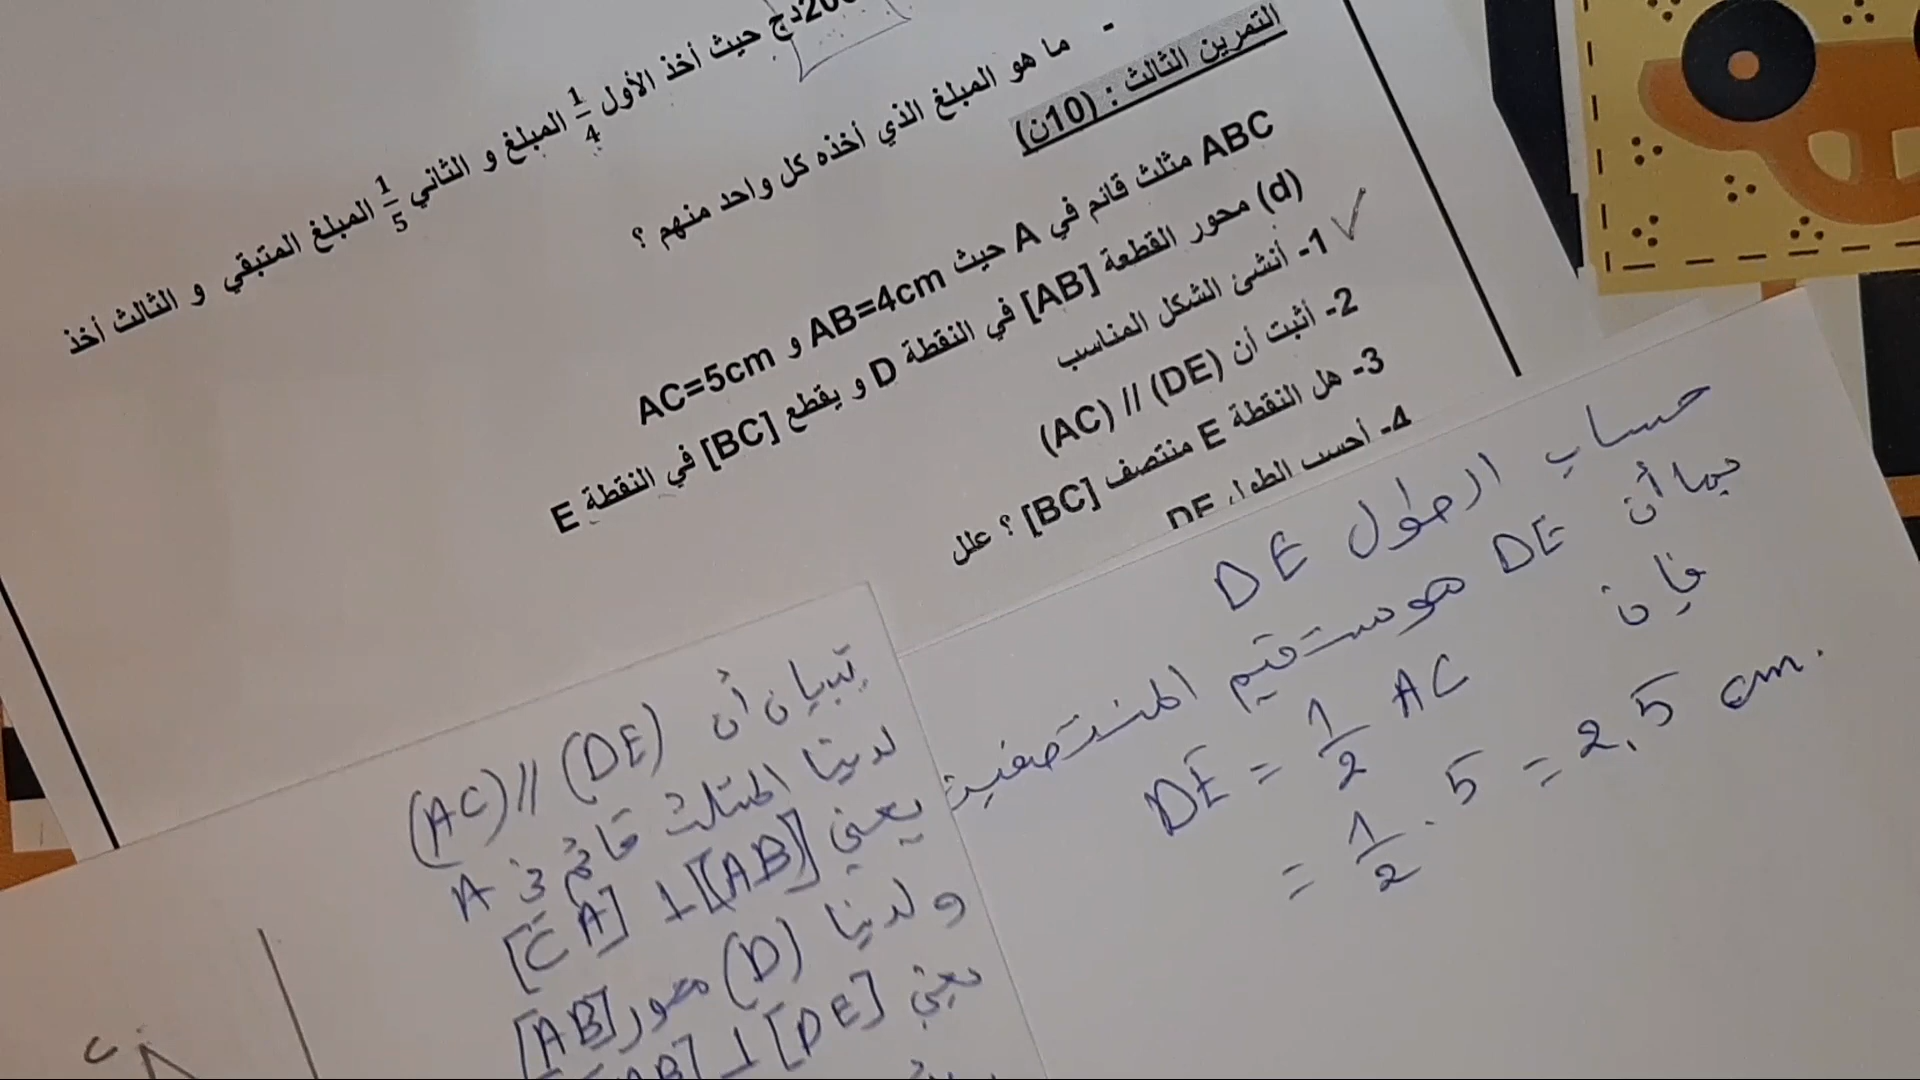 حيث أخذ الأول 1/4 المبلغ و الثاني 1/5 المبلغ المتبقي و الثالث أخذ
- ما هو المبلغ الذي أخذه كل واحد منهم ؟
التمرين الثالث : (10ن)
ABC مثلث قائم في A حيث AB=4cm و AC=5cm
(d) محور القطعة [AB] في النقطة D و يقطع [BC] في النقطة E
1- أنشئ الشكل المناسب
2- أثبت أن (DE) // (AC)
3- هل النقطة E منتصف [BC] ؟ علل
4- أحسب الطول DE
حساب الطول DE
بما أن DE هو مستقيم المنتصفين
فإن
DE = 1/2 AC
= 1/2 . 5 = 2,5 cm.
تبيان أن (DE) // (AC)
لدينا المثلث قائم في A
يعني [AB] ⊥ [CA]
و لدينا (D) محور [AB]
يعني [DE] ⊥ [AB]
C